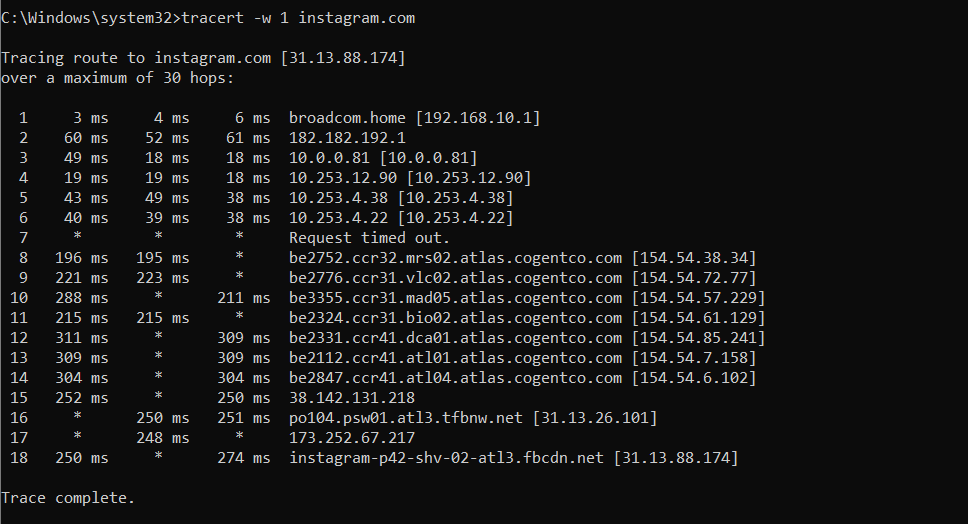 C:\Windows\system32>tracert -w 1 instagram.com
Tracing route to instagram.com [31.13.88.174]
over a maximum of 30 hops:
1 3 ms 4 ms 6 ms broadcom.home [192.168.10.1]
2 60 ms 52 ms 61 ms 182.182.192.1
3 49 ms 18 ms 18 ms 10.0.0.81 [10.0.0.81]
4 19 ms 19 ms 18 ms 10.253.12.90 [10.253.12.90]
5 43 ms 49 ms 38 ms 10.253.4.38 [10.253.4.38]
6 40 ms 39 ms 38 ms 10.253.4.22 [10.253.4.22]
7 * * * Request timed out.
8 196 ms 195 ms * be2752.ccr32.mrs02.atlas.cogentco.com [154.54.38.34]
9 221 ms 223 ms * be2776.ccr31.vlc02.atlas.cogentco.com [154.54.72.77]
10 288 ms * 211 ms be3355.ccr31.mad05.atlas.cogentco.com [154.54.57.229]
11 215 ms 215 ms * be2324.ccr31.bio02.atlas.cogentco.com [154.54.61.129]
12 311 ms * 309 ms be2331.ccr41.dca01.atlas.cogentco.com [154.54.85.241]
13 309 ms * 309 ms be2112.ccr41.atl01.atlas.cogentco.com [154.54.7.158]
14 304 ms * 304 ms be2847.ccr41.atl04.atlas.cogentco.com [154.54.6.102]
15 252 ms * 250 ms 38.142.131.218
16 * 250 ms 251 ms po104.psw01.atl3.tfbnw.net [31.13.26.101]
17 * 248 ms * 173.252.67.217
18 250 ms * 274 ms instagram-p42-shv-02-atl3.fbcdn.net [31.13.88.174]
Trace complete.